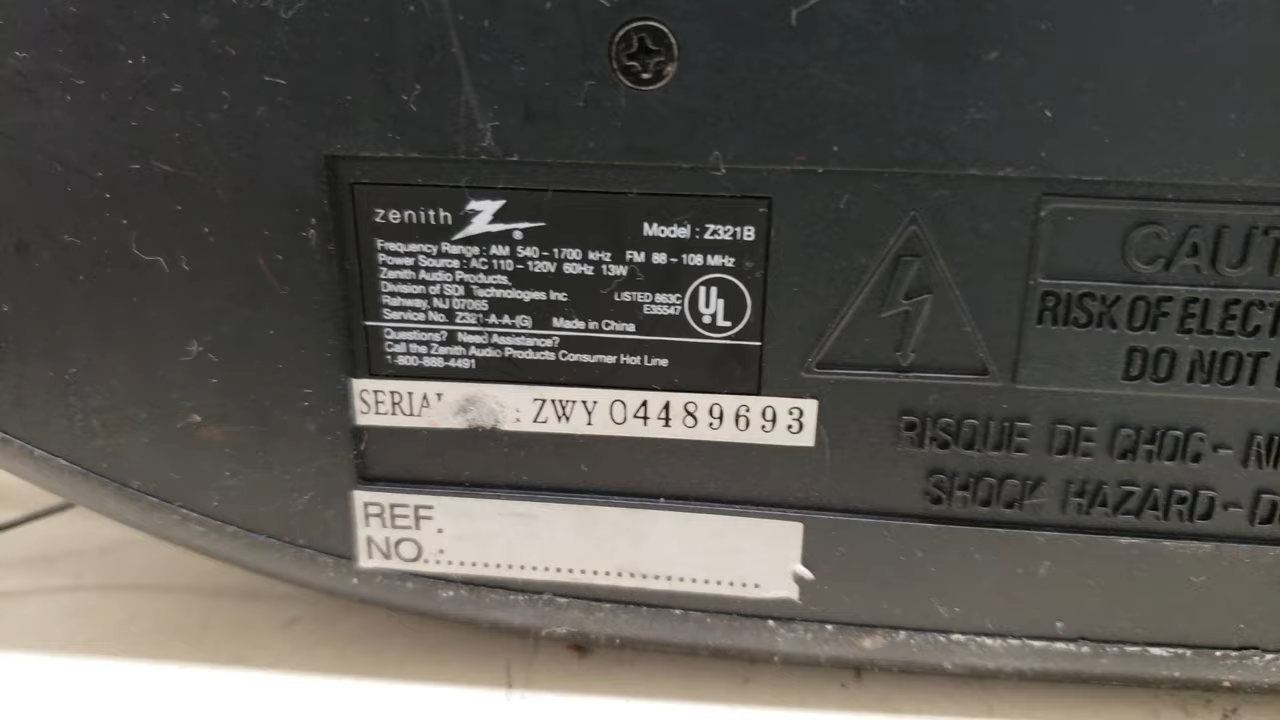 zenith
Model : Z321B
Frequency Range : AM 540 - 1700 kHz FM 88 - 108 MHz
Power Source : AC 110 - 120V 60Hz 13W
Zenith Audio Products,
Division of SDI Technologies Inc.
Rahway, NJ 07065
Service No. Z321-A-A-(G) Made in China
LISTED 863C
E35547
UL
Questions? Need Assistance?
Call the Zenith Audio Products Consumer Hot Line
1-800-888-4491
SERIA : ZWY 04489693
REF.
NO.:
CAUT
RISK OF ELECT
DO NOT
RISQUE DE CHOC -
SHOCK HAZARD - D